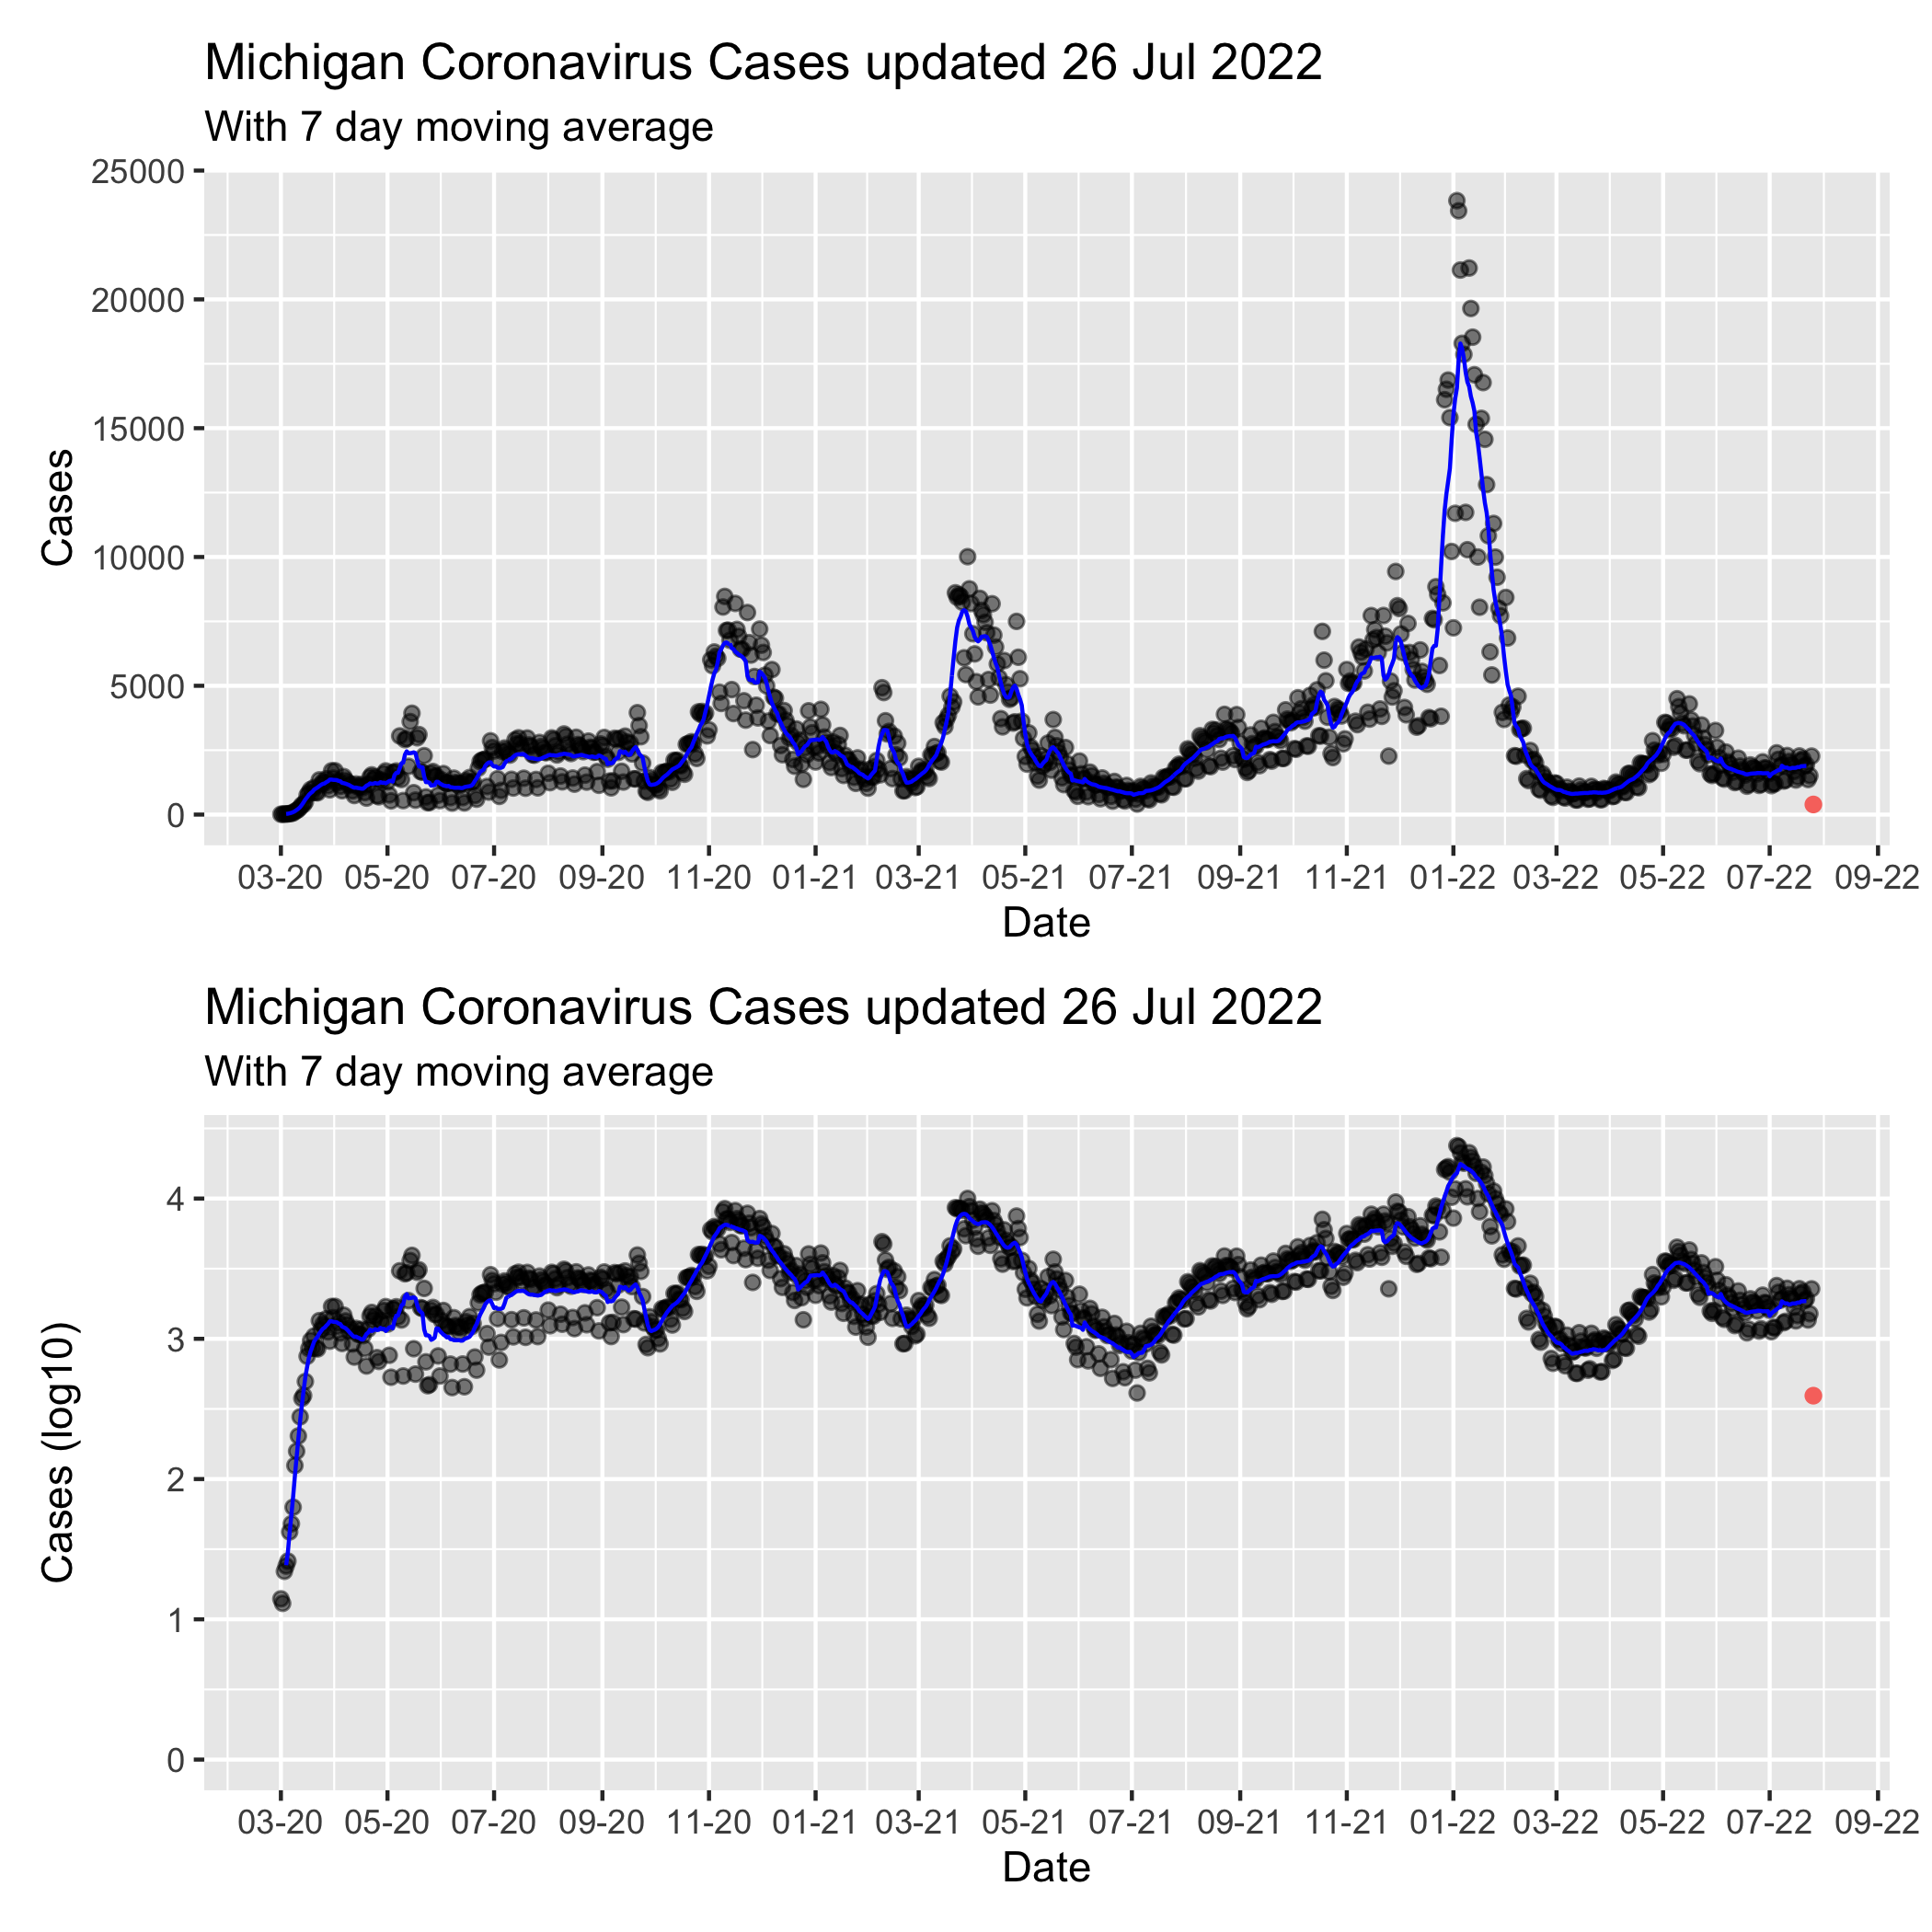 Michigan Coronavirus Cases updated 26 Jul 2022
With 7 day moving average
25000
20000
15000
10000
5000
0
Cases
03-20 05-20 07-20 09-20 11-20 01-21 03-21 05-21 07-21 09-21 11-21 01-22 03-22 05-22 07-22 09-22
Date
Michigan Coronavirus Cases updated 26 Jul 2022
With 7 day moving average
4
3
2
1
0
Cases (log10)
03-20 05-20 07-20 09-20 11-20 01-21 03-21 05-21 07-21 09-21 11-21 01-22 03-22 05-22 07-22 09-22
Date